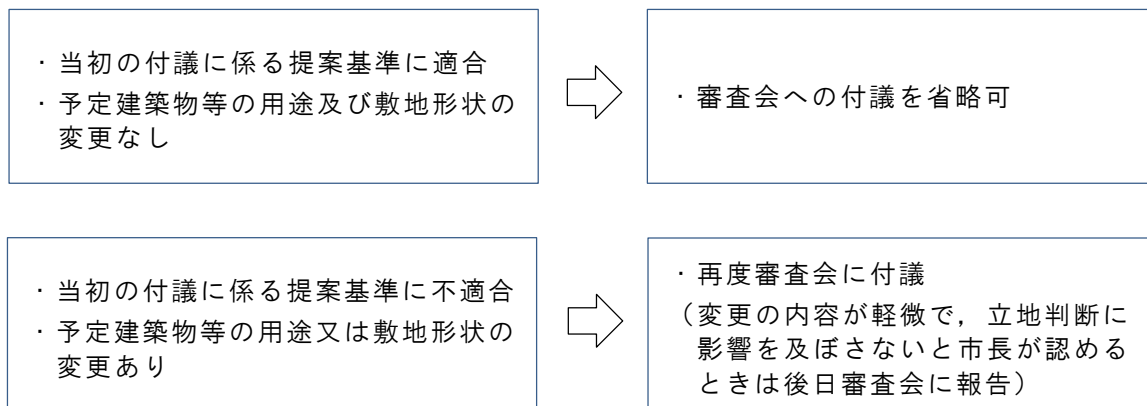 ・当初の付議に係る提案基準に適合
・予定建築物等の用途及び敷地形状の
変更なし
・審査会への付議を省略可
・当初の付議に係る提案基準に不適合
・予定建築物等の用途又は敷地形状の
変更あり
・再度審査会に付議
（変更の内容が軽微で，立地判断に
影響を及ぼさないと市長が認める
ときは後日審査会に報告）